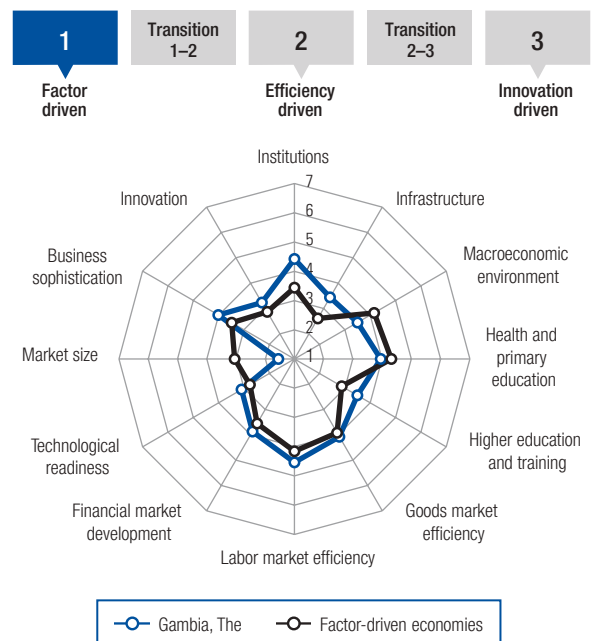 1
Transition
1–2
2
Transition
2–3
3
Factor
driven
Efficiency
driven
Innovation
driven
Institutions
Innovation
Infrastructure
Business
sophistication
Macroeconomic
environment
Market size
Health and
primary
education
Technological
readiness
Higher education
and training
Financial market
development
Goods market
efficiency
Labor market efficiency
7
6
5
4
3
2
1
Gambia, The
Factor-driven economies